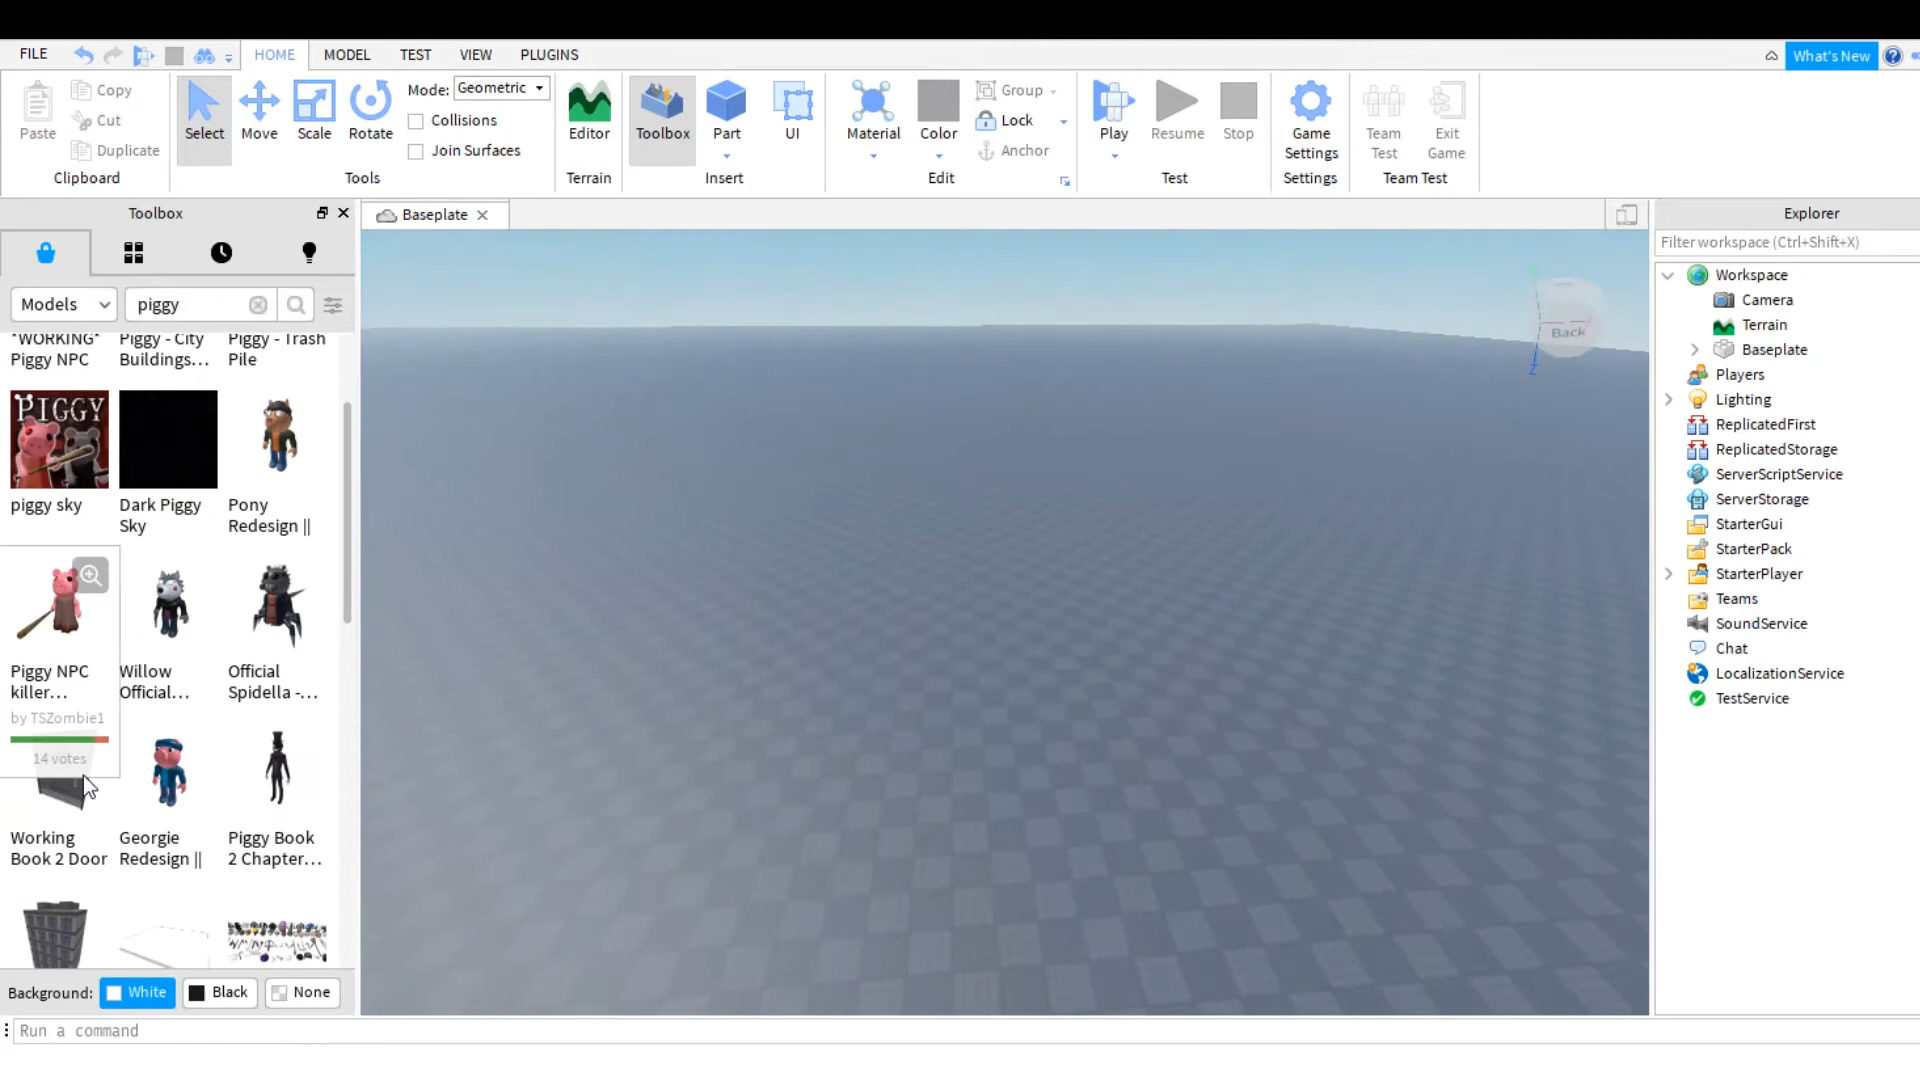 FILE HOME MODEL TEST VIEW PLUGINS What's New
Paste Copy Cut Duplicate Clipboard
Select Move Scale Rotate Mode: Geometric Collisions Join Surfaces Tools
Editor Terrain
Toolbox Part UI Insert
Material Color Group Lock Anchor Edit
Play Resume Stop Test
Game Settings Settings
Team Test Exit Game Team Test
Toolbox
Baseplate
Explorer
Models piggy
*WORKING* Piggy NPC
Piggy - City Buildings...
Piggy - Trash Pile
PIGGY
piggy sky
Dark Piggy Sky
Pony Redesign ||
Piggy NPC killer...
by TSZombie1
14 votes
Willow Official...
Official Spidella -...
Working Book 2 Door
Georgie Redesign ||
Piggy Book 2 Chapter...
Background: White Black None
Run a command
Back
Z
Filter workspace (Ctrl+Shift+X)
Workspace
Camera
Terrain
Baseplate
Players
Lighting
ReplicatedFirst
ReplicatedStorage
ServerScriptService
ServerStorage
StarterGui
StarterPack
StarterPlayer
Teams
SoundService
Chat
LocalizationService
TestService